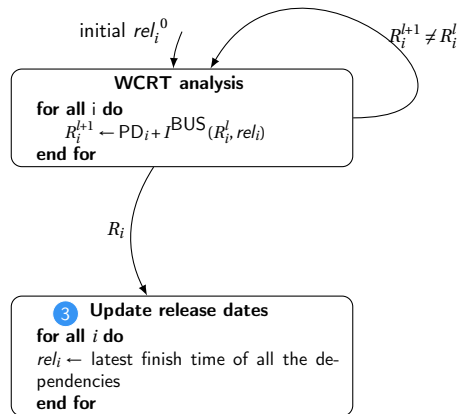 initial rel_i^0
R_i^{l+1} ≠ R_i^l
WCRT analysis
for all i do
R_i^{l+1} ← PD_i + I^{BUS}(R_i^l, rel_i)
end for
R_i
3 Update release dates
for all i do
rel_i ← latest finish time of all the de-
pendencies
end for